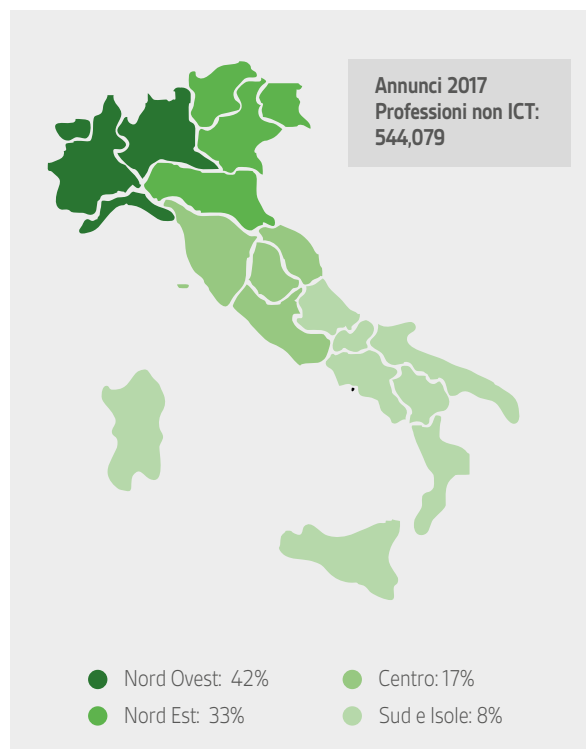 Annunci 2017
Professioni non ICT:
544,079
Nord Ovest: 42%
Centro: 17%
Nord Est: 33%
Sud e Isole: 8%